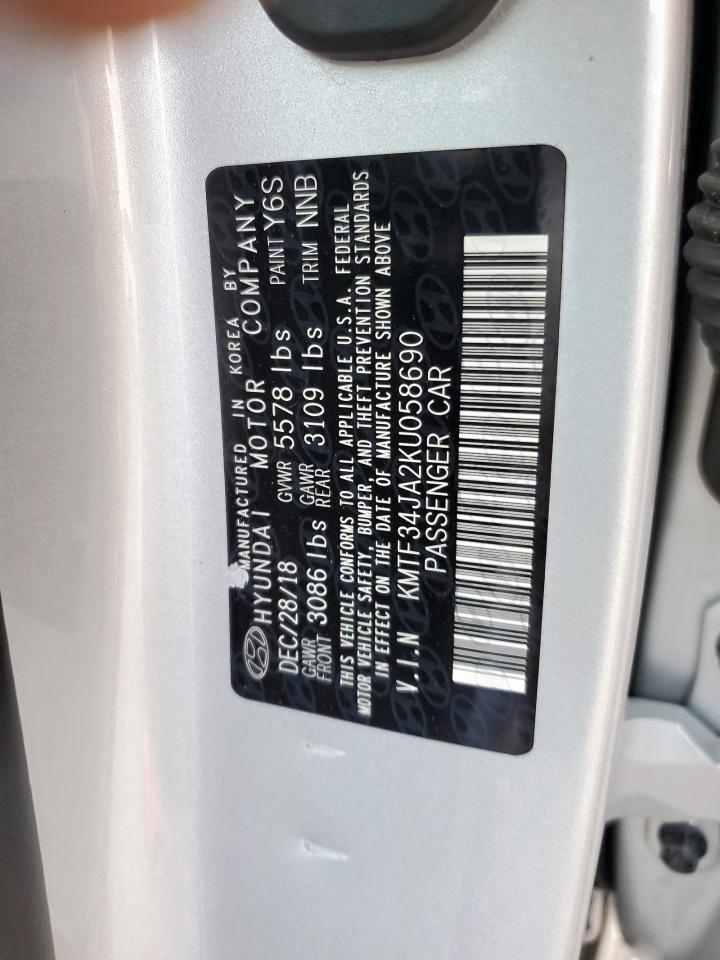 MANUFACTURED IN KOREA BY
HYUNDAI MOTOR COMPANY
DEC/28/18 GVWR 5578 lbs PAINT Y6S
GAWR FRONT 3086 lbs GAWR REAR 3109 lbs TRIM NNB
THIS VEHICLE CONFORMS TO ALL APPLICABLE U.S.A. FEDERAL
MOTOR VEHICLE SAFETY, BUMPER, AND THEFT PREVENTION STANDARDS
IN EFFECT ON THE DATE OF MANUFACTURE SHOWN ABOVE
V.I.N KMTF34JA2KU058690
PASSENGER CAR